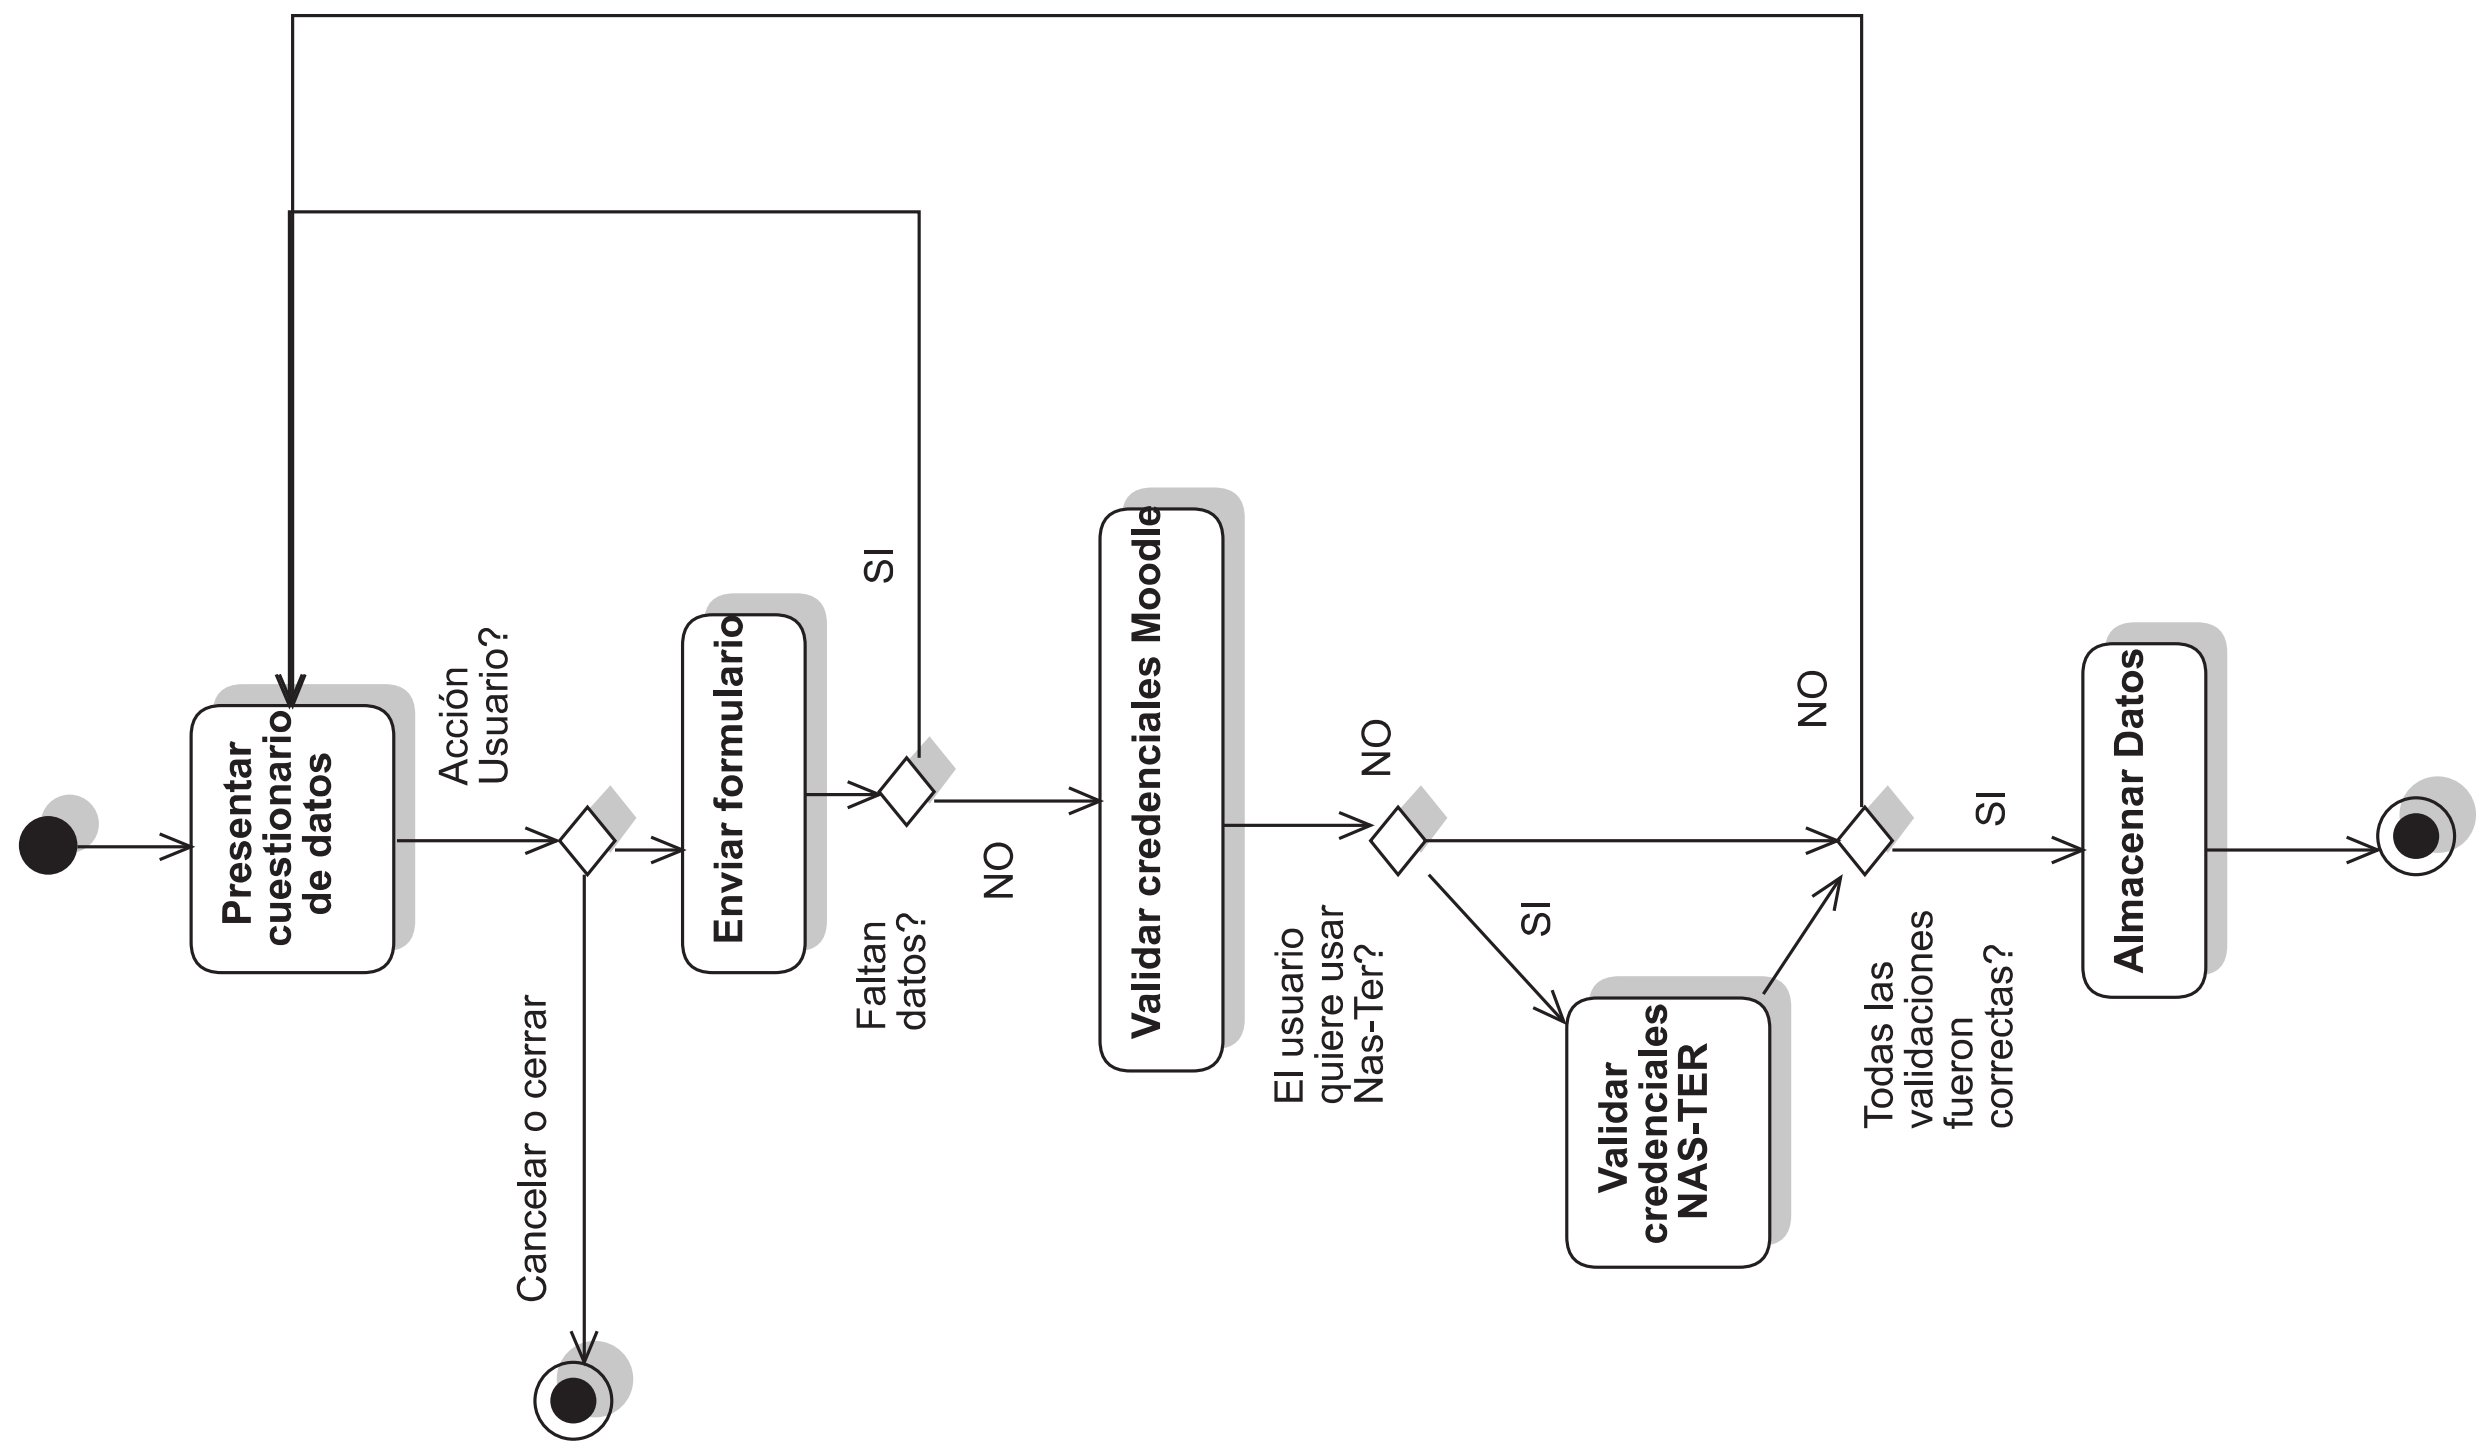 Presentar
cuestionario
de datos
Acción
Usuario?
Cancelar o cerrar
Enviar formulario
Faltan
datos?
SI
NO
Validar credenciales Moodle
El usuario
quiere usar
Nas-Ter?
NO
SI
Validar
credenciales
NAS-TER
NO
Todas las
validaciones
fueron
correctas?
SI
Almacenar Datos